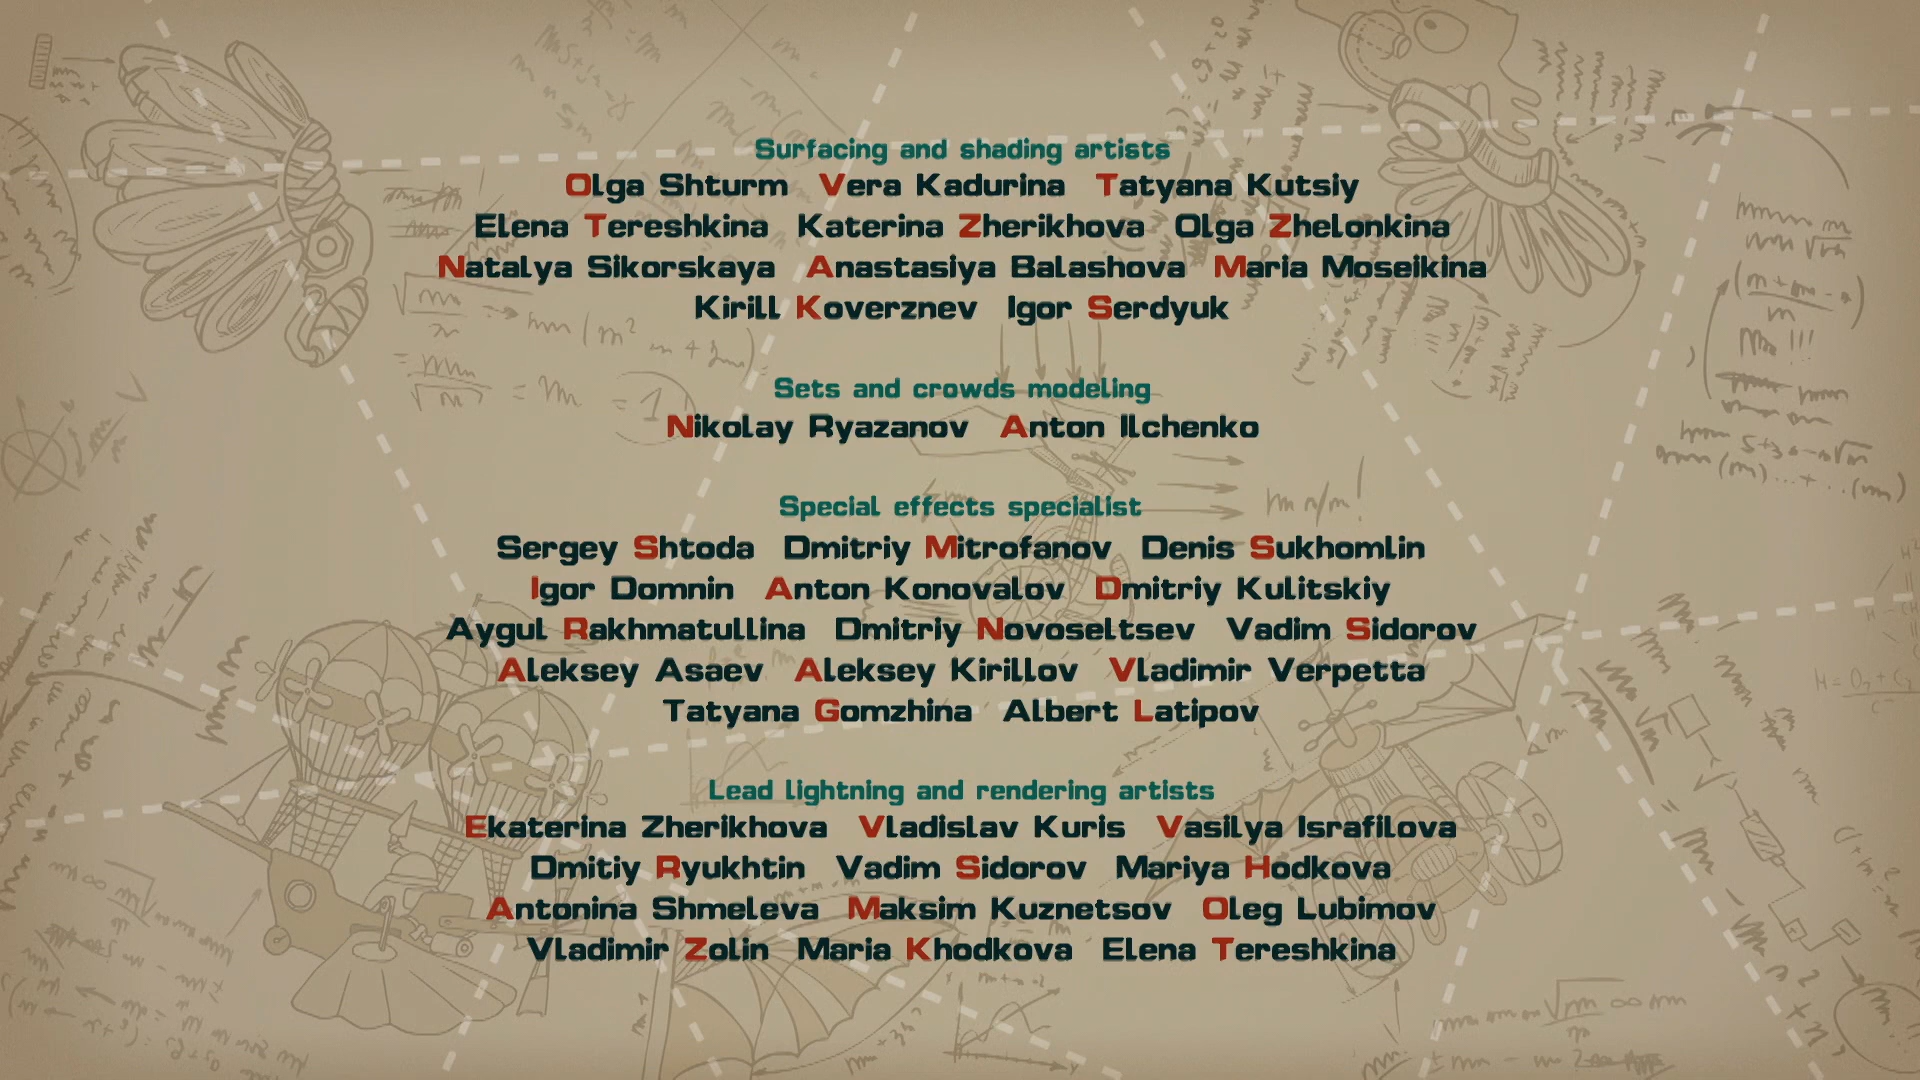 Surfacing and shading artists
Olga Shturm Vera Kadurina Tatyana Kutsiy
Elena Tereshkina Katerina Zherikhova Olga Zhelonkina
Natalya Sikorskaya Anastasiya Balashova Maria Moseikina
Kirill Koverznev Igor Serdyuk
Sets and crowds modeling
Nikolay Ryazanov Anton Ilchenko
Special effects specialist
Sergey Shtoda Dmitriy Mitrofanov Denis Sukhomlin
Igor Domnin Anton Konovalov Dmitriy Kulitskiy
Aygul Rakhmatullina Dmitriy Novoseltsev Vadim Sidorov
Aleksey Asaev Aleksey Kirillov Vladimir Verpetta
Tatyana Gomzhina Albert Latipov
Lead lightning and rendering artists
Ekaterina Zherikhova Vladislav Kuris Vasilya Israfilova
Dmitiy Ryukhtin Vadim Sidorov Mariya Hodkova
Antonina Shmeleva Maksim Kuznetsov Oleg Lubimov
Vladimir Zolin Maria Khodkova Elena Tereshkina